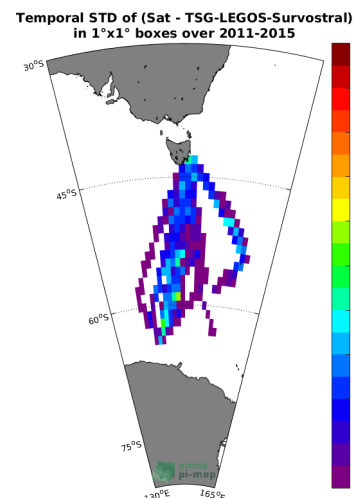 Temporal STD of (Sat - TSG-LEGOS-Survostral)
in 1°x1° boxes over 2011-2015
30°S
45°S
60°S
75°S
smos
pi-mep
130°E
165°E